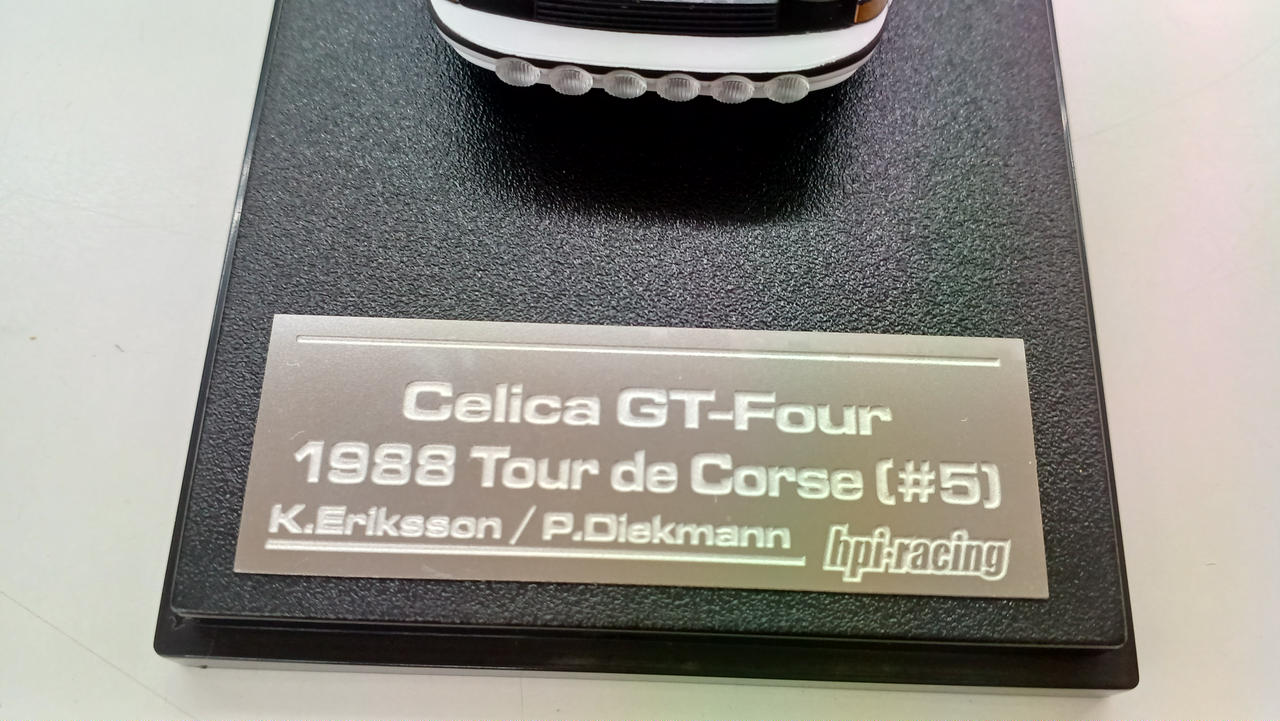 Celica GT-Four
1988 Tour de Corse (#5)
K.Eriksson / P.Diekmann
hpi·racing